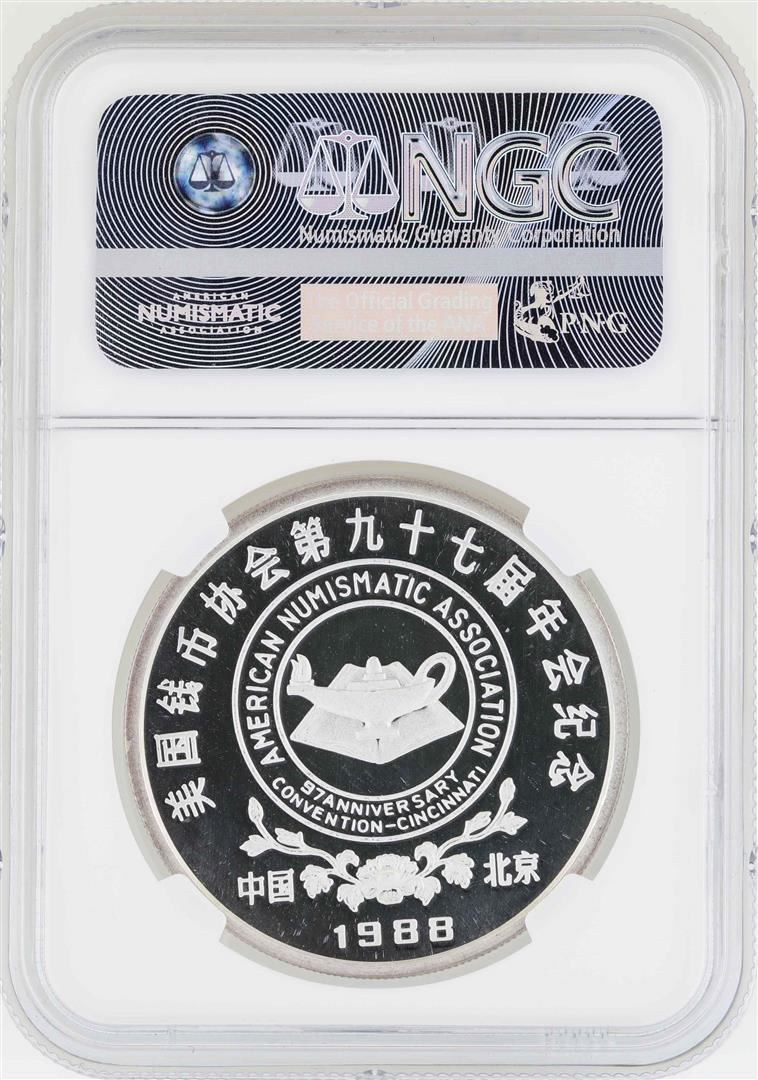 NGC
Numismatic Guaranty Corporation
AMERICAN
NUMISMATIC
ASSOCIATION
The Official Grading
Service of the ANA
PNG
美国钱币协会第九十七届年会纪念
AMERICAN NUMISMATIC ASSOCIATION
97 ANNIVERSARY
CONVENTION-CINCINNATI
中国 北京
1988